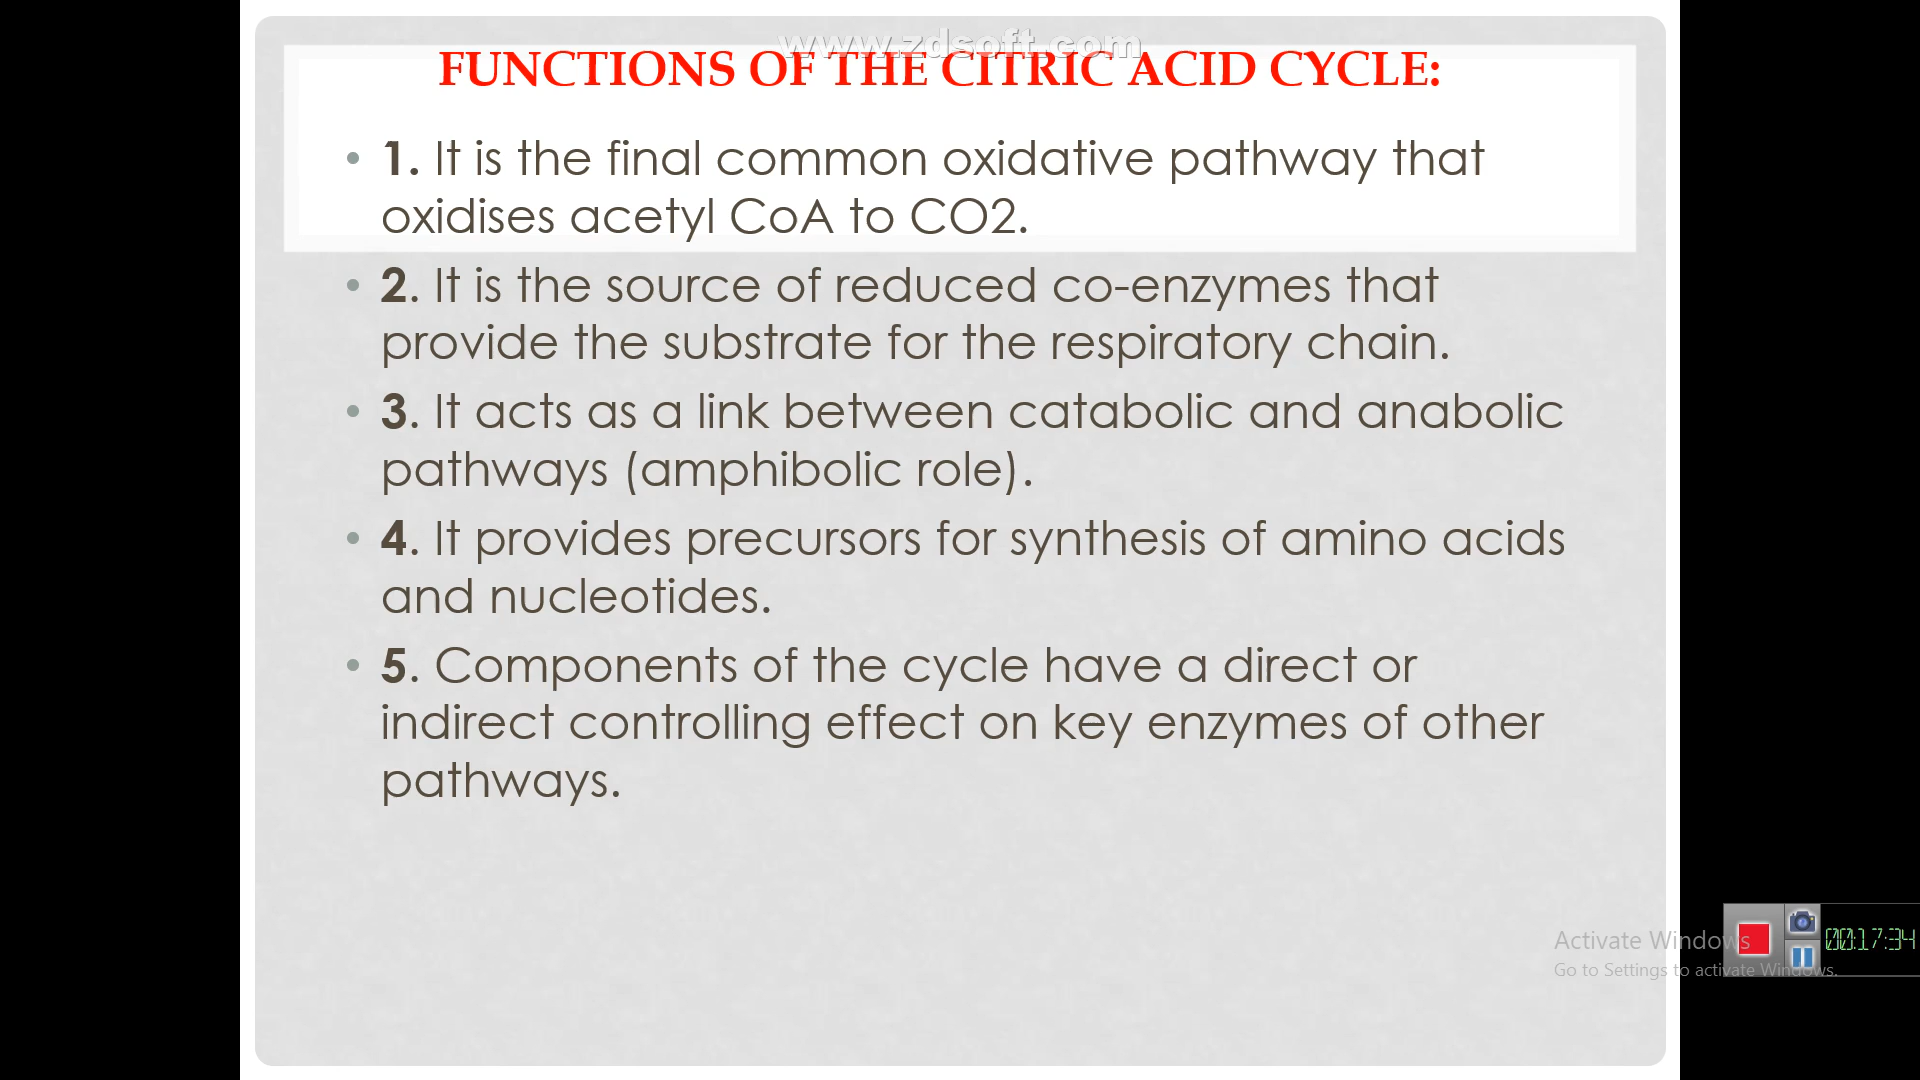 www.zdsoft.com
FUNCTIONS OF THE CITRIC ACID CYCLE:
• 1. It is the final common oxidative pathway that
oxidises acetyl CoA to CO2.
• 2. It is the source of reduced co-enzymes that
provide the substrate for the respiratory chain.
• 3. It acts as a link between catabolic and anabolic
pathways (amphibolic role).
• 4. It provides precursors for synthesis of amino acids
and nucleotides.
• 5. Components of the cycle have a direct or
indirect controlling effect on key enzymes of other
pathways.
Activate Windows
Go to Settings to activate Windows.
00:17:34